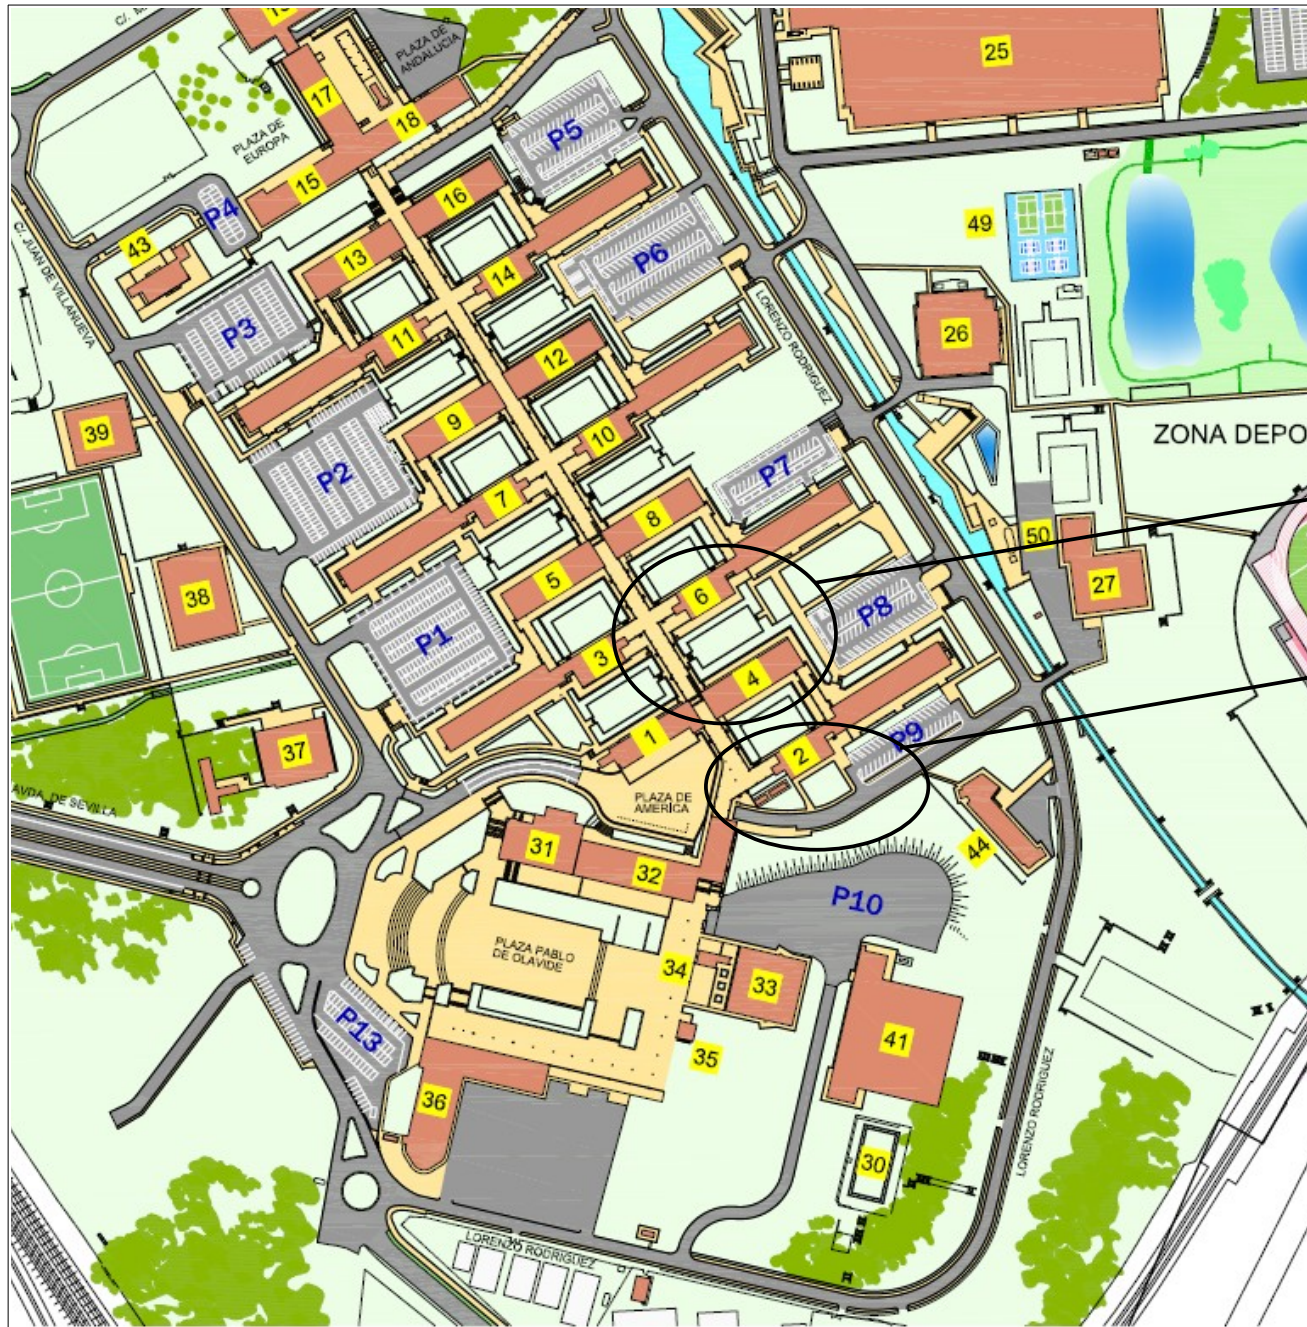 C/. M
PLAZA DE
ANDALUCIA
25
17
18
P5
PLAZA DE
EUROPA
15
16
P4
49
43
13
14
P6
C/. JUAN DE VILLANUEVA
LORENZO RODRIGUEZ
P3
11
12
26
39
9
10
ZONA DEPO
P2
7
P7
8
50
5
6
27
38
P1
P8
3
4
37
1
2
P9
AVDA. DE SEVILLA
PLAZA DE
AMERICA
31
32
44
P10
PLAZA PABLO
DE OLAVIDE
34
33
P13
41
35
36
LORENZO RODRIGUEZ
30
LORENZO RODRIGUEZ